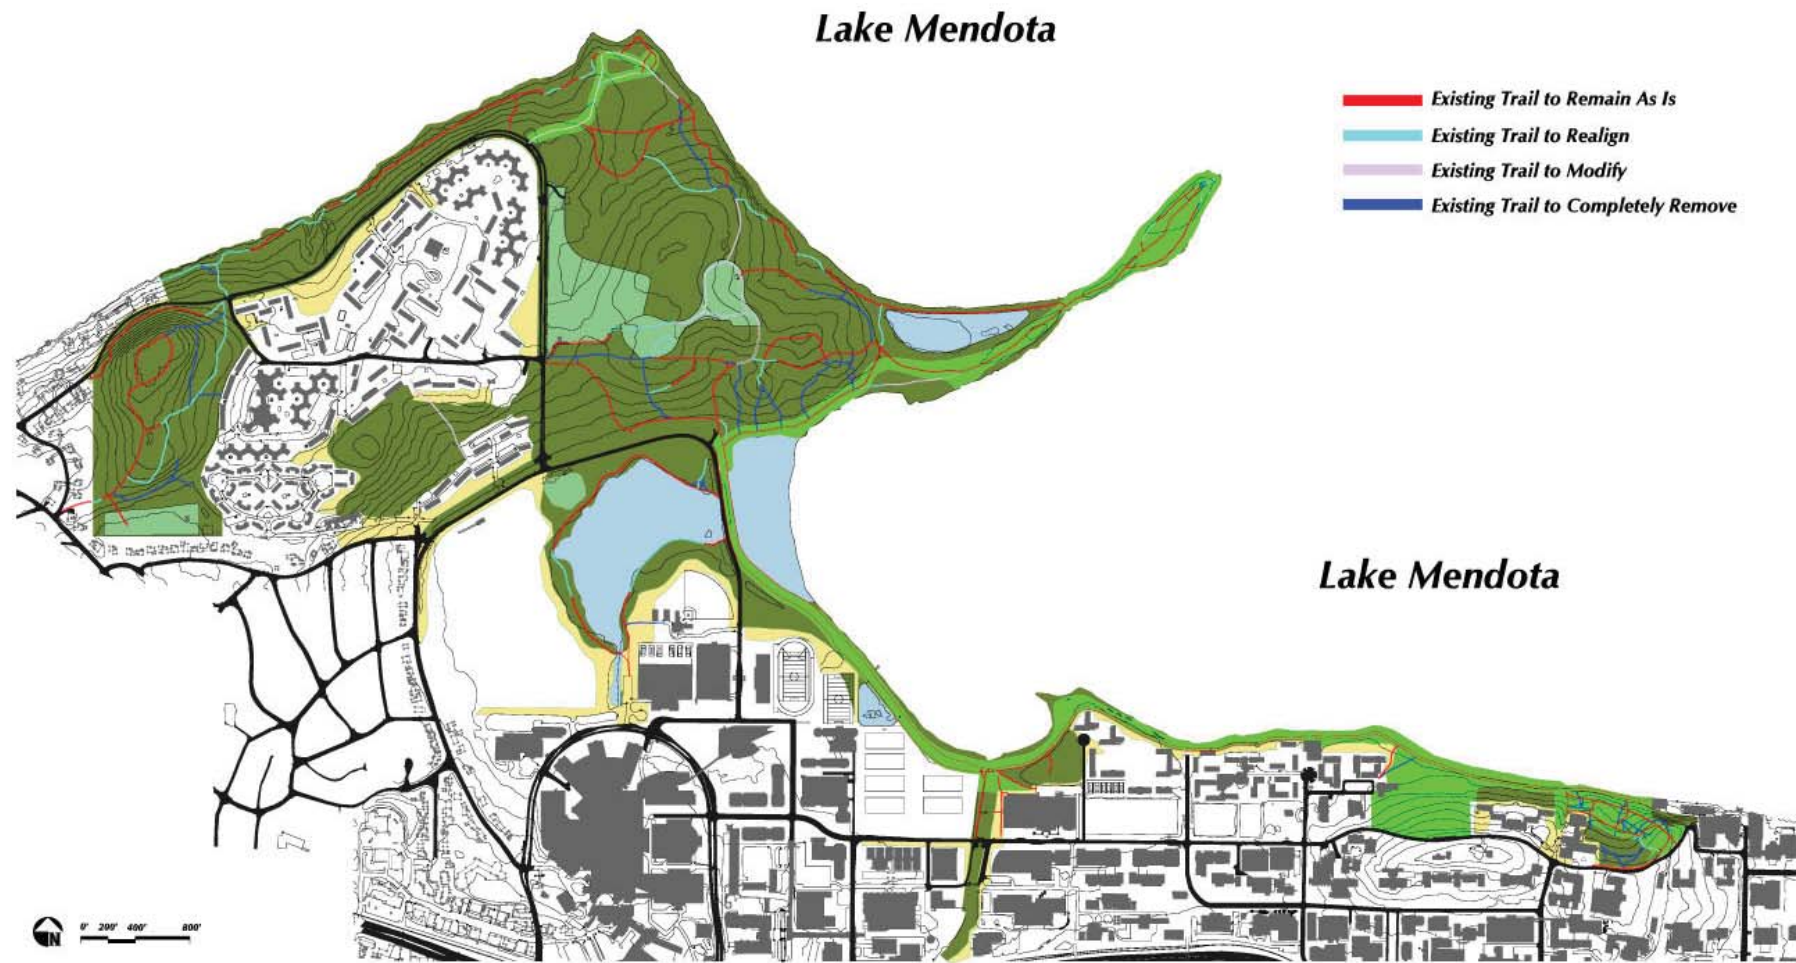 Lake Mendota
Existing Trail to Remain As Is
Existing Trail to Realign
Existing Trail to Modify
Existing Trail to Completely Remove
Lake Mendota
N
0' 200' 400' 800'